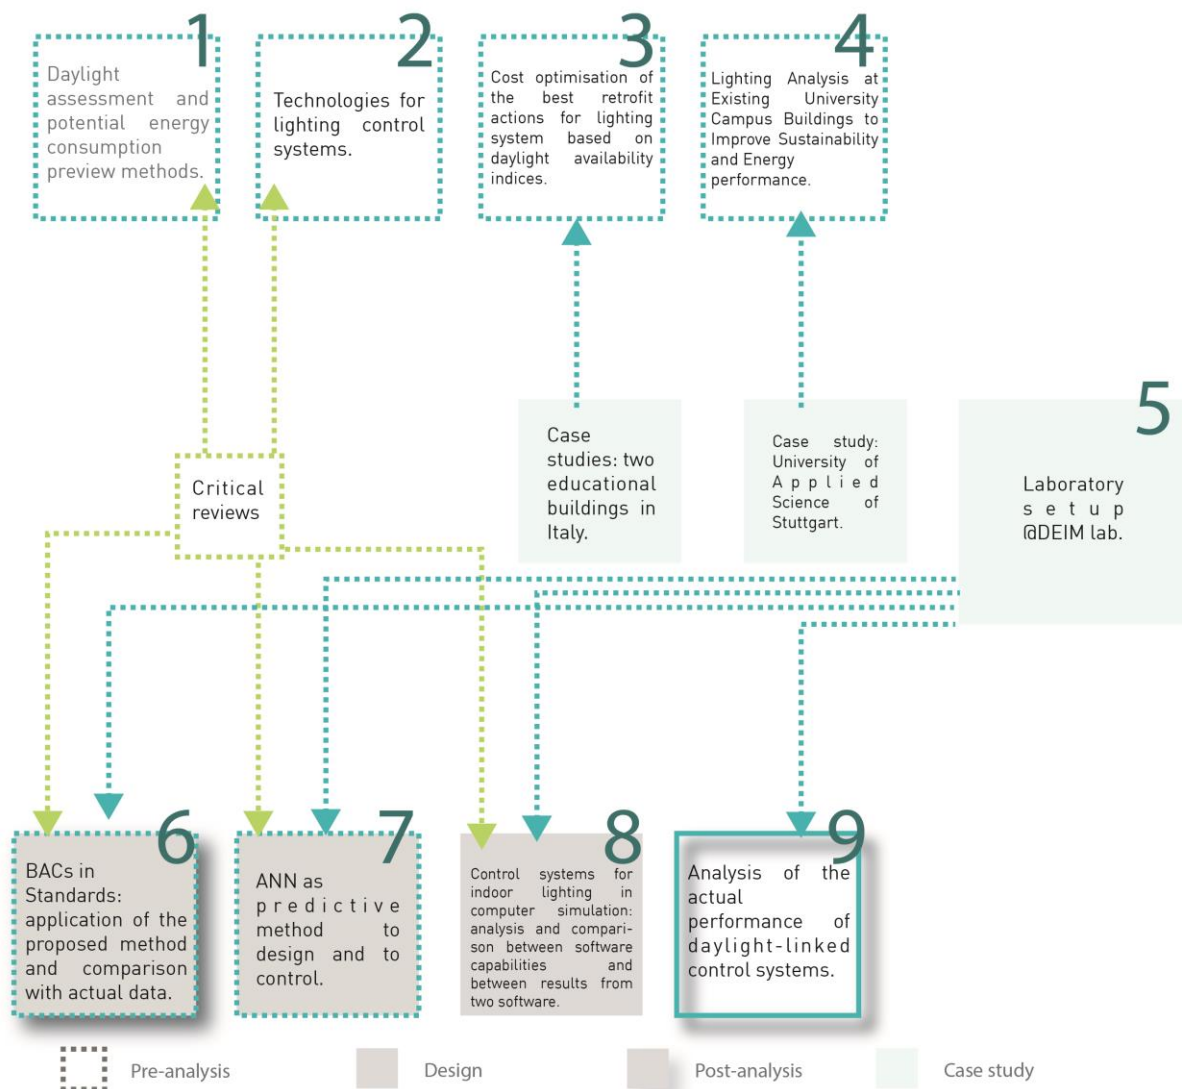 1
Daylight
assessment and
potential energy
consumption
preview methods.
2
Technologies for
lighting control
systems.
3
Cost optimisation of
the best retrofit
actions for lighting
system based on
daylight availability
indices.
4
Lighting Analysis at
Existing University
Campus Buildings to
Improve Sustainability
and Energy
performance.
Critical
reviews
Case
studies: two
educational
buildings in
Italy.
Case study:
University of
Applied
Science of
Stuttgart.
5
Laboratory
setup
@DEIM lab.
6
BACs in
Standards:
application of the
proposed method
and comparison
with actual data.
7
ANN as
predictive
method to
design and to
control.
8
Control systems for
indoor lighting in
computer simulation:
analysis and compari-
son between software
capabilities and
between results from
two software.
9
Analysis of the
actual
performance of
daylight-linked
control systems.
Pre-analysis
Design
Post-analysis
Case study